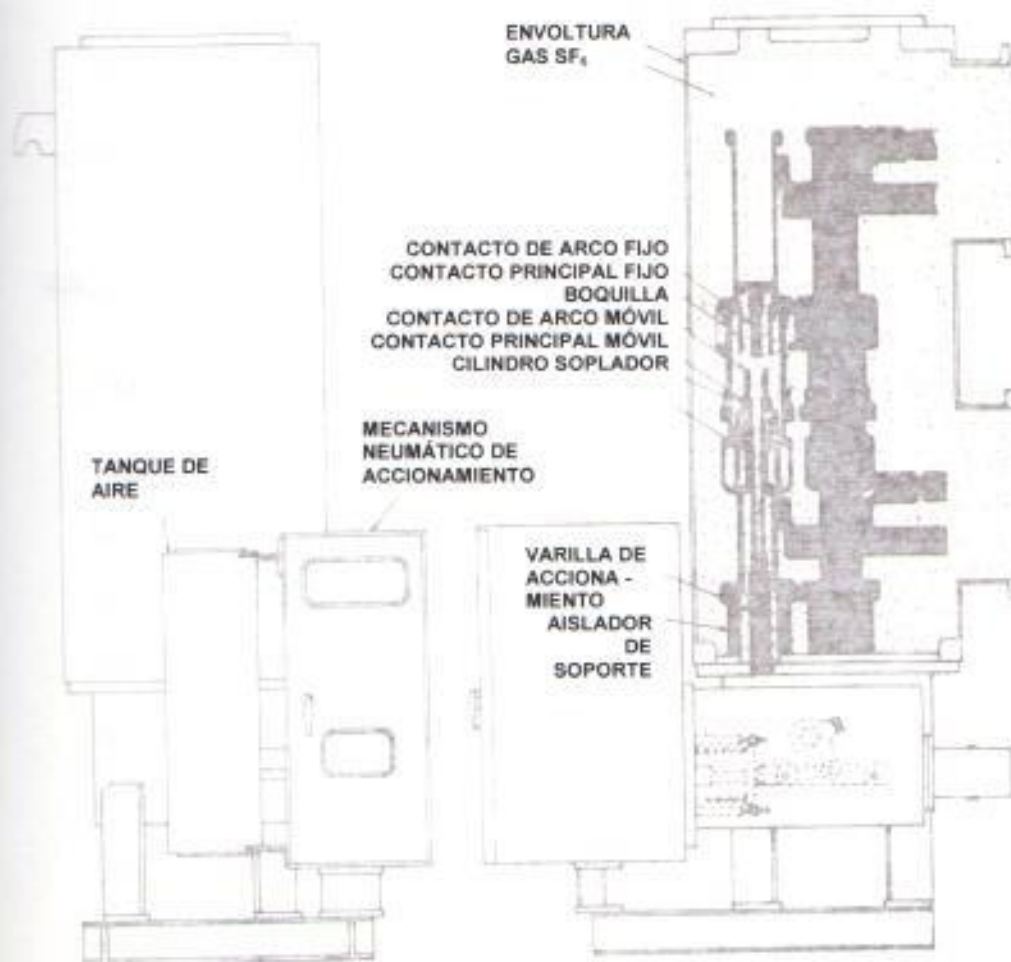 ENVOLTURA
GAS SF₆
CONTACTO DE ARCO FIJO
CONTACTO PRINCIPAL FIJO
BOQUILLA
CONTACTO DE ARCO MÓVIL
CONTACTO PRINCIPAL MÓVIL
CILINDRO SOPLADOR
MECANISMO
NEUMÁTICO DE
ACCIONAMIENTO
TANQUE DE
AIRE
VARILLA DE
ACCIONA -
MIENTO
AISLADOR
DE
SOPORTE